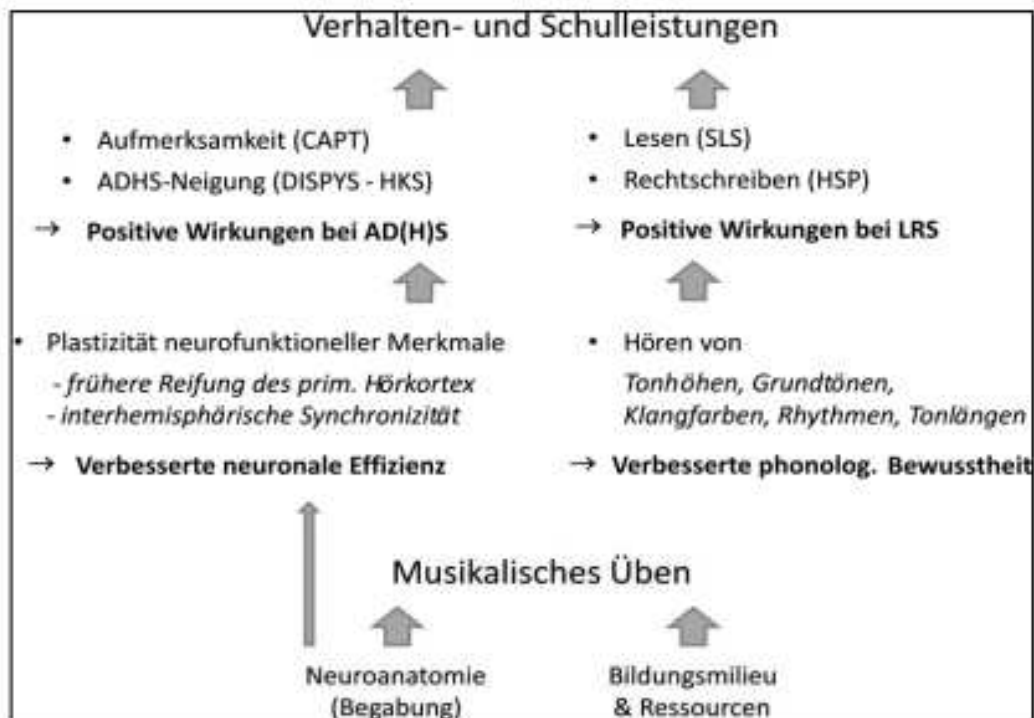 Verhalten- und Schulleistungen
• Aufmerksamkeit (CAPT)
• ADHS-Neigung (DISPYS - HKS)
→ Positive Wirkungen bei AD(H)S
• Lesen (SLS)
• Rechtschreiben (HSP)
→ Positive Wirkungen bei LRS
• Plastizität neurofunktioneller Merkmale
- frühere Reifung des prim. Hörkortex
- interhemisphärische Synchronizität
→ Verbesserte neuronale Effizienz
• Hören von
Tonhöhen, Grundtönen,
Klangfarben, Rhythmen, Tonlängen
→ Verbesserte phonolog. Bewusstheit
Musikalisches Üben
Neuroanatomie
(Begabung)
Bildungsmilieu
& Ressourcen